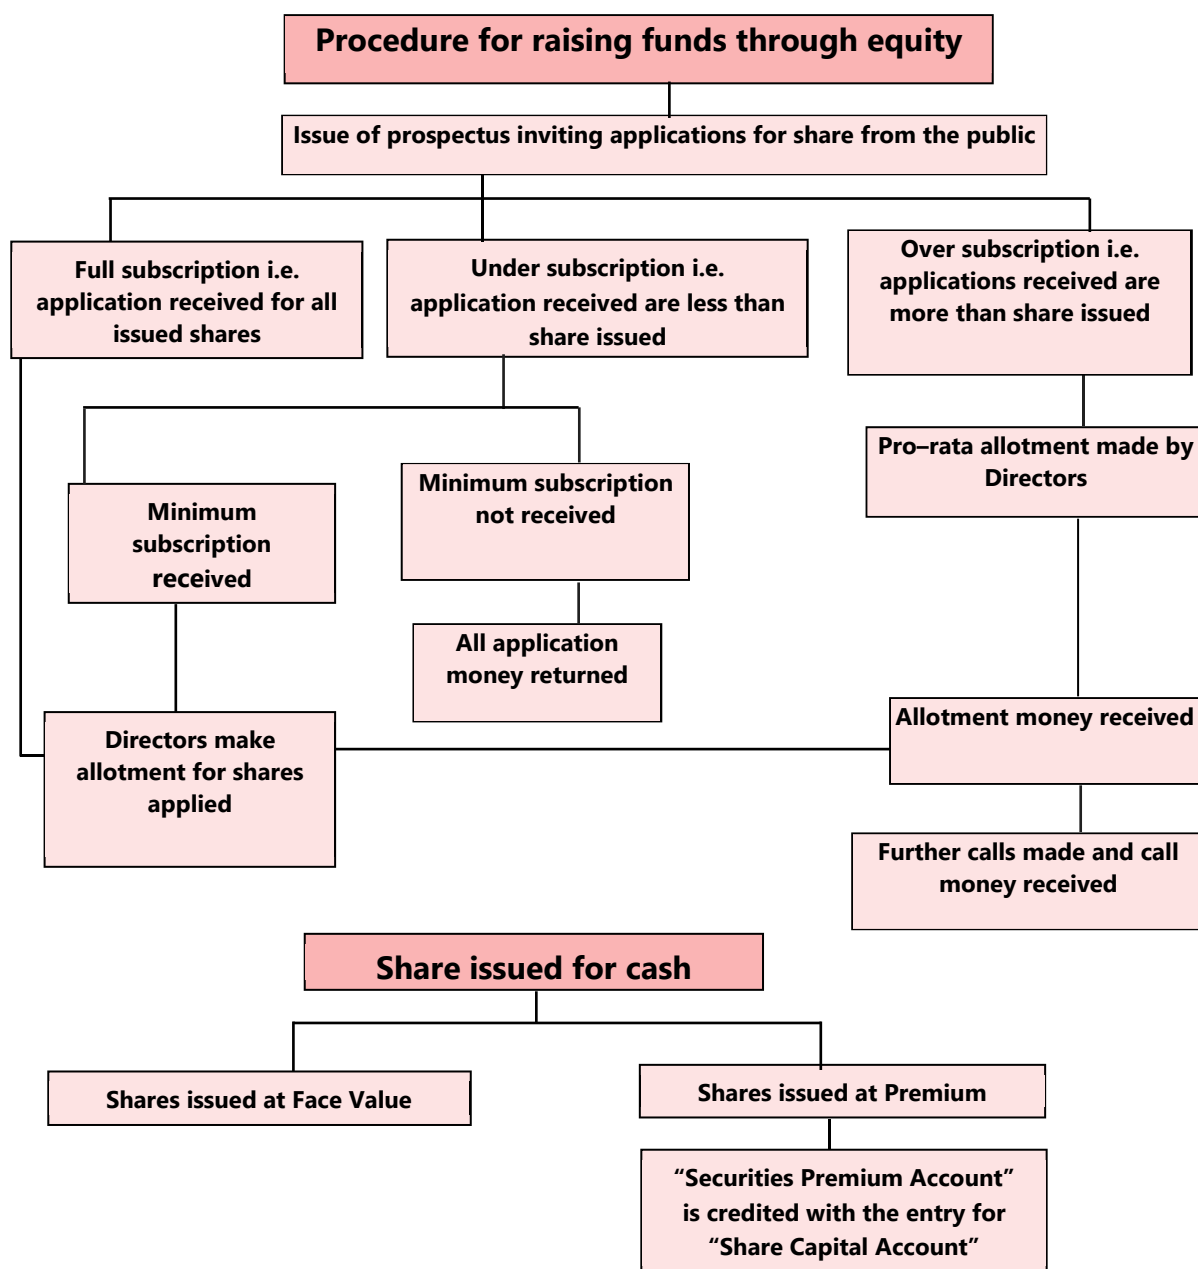 Procedure for raising funds through equity
Issue of prospectus inviting applications for share from the public
Full subscription i.e.
application received for all
issued shares
Under subscription i.e.
application received are less than
share issued
Over subscription i.e.
applications received are
more than share issued
Pro–rata allotment made by
Directors
Minimum subscription
not received
Minimum
subscription
received
All application
money returned
Allotment money received
Directors make
allotment for shares
applied
Further calls made and call
money received
Share issued for cash
Shares issued at Face Value
Shares issued at Premium
“Securities Premium Account”
is credited with the entry for
“Share Capital Account”